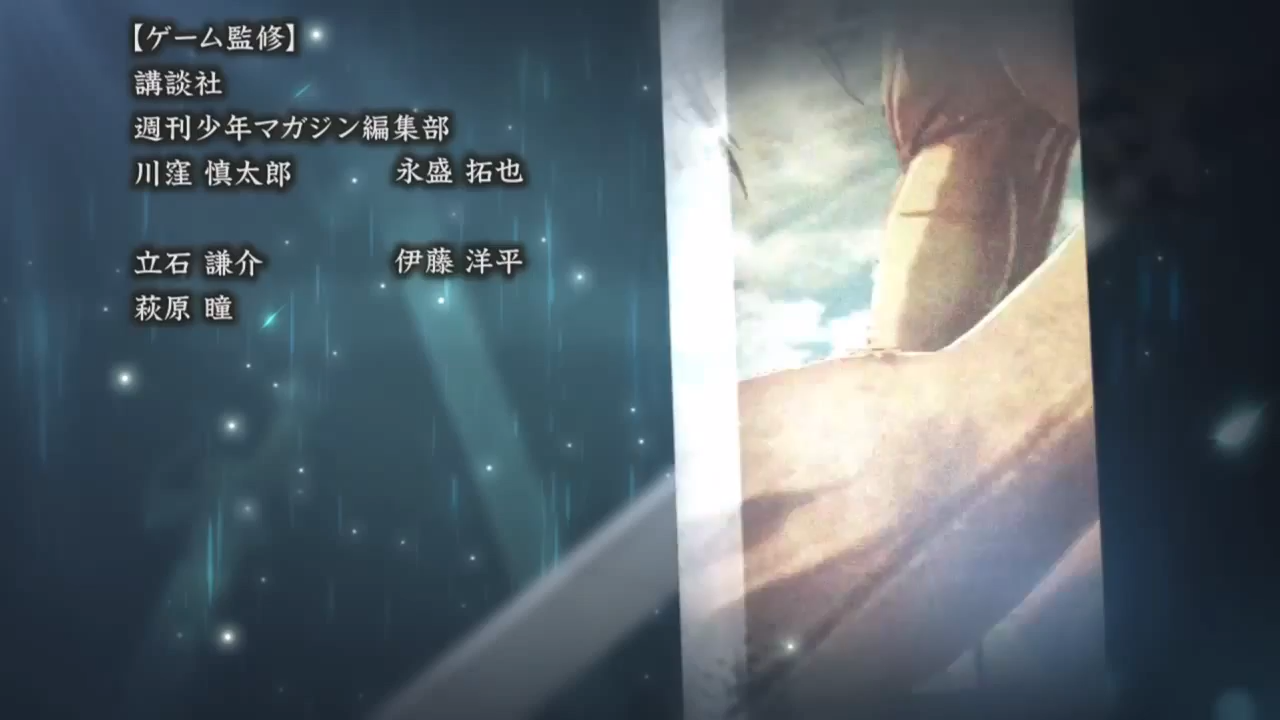 【ゲーム監修】
講談社
週刊少年マガジン編集部
川窪 慎太郎 永盛 拓也
立石 謙介 伊藤 洋平
萩原 瞳